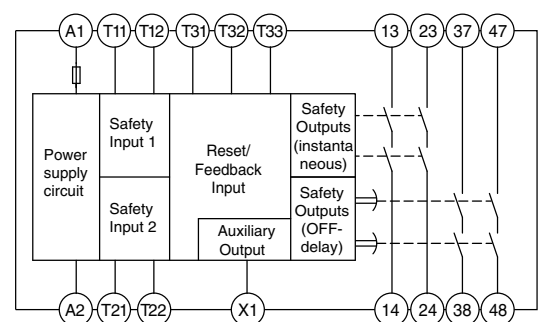 A1 T11 T12 T31 T32 T33 13 23 37 47
Power
supply
circuit
Safety
Input 1
Safety
Input 2
Reset/
Feedback
Input
Auxiliary
Output
Safety
Outputs
(instanta
neous)
Safety
Outputs
(OFF-
delay)
A2 T21 T22 X1 14 24 38 48